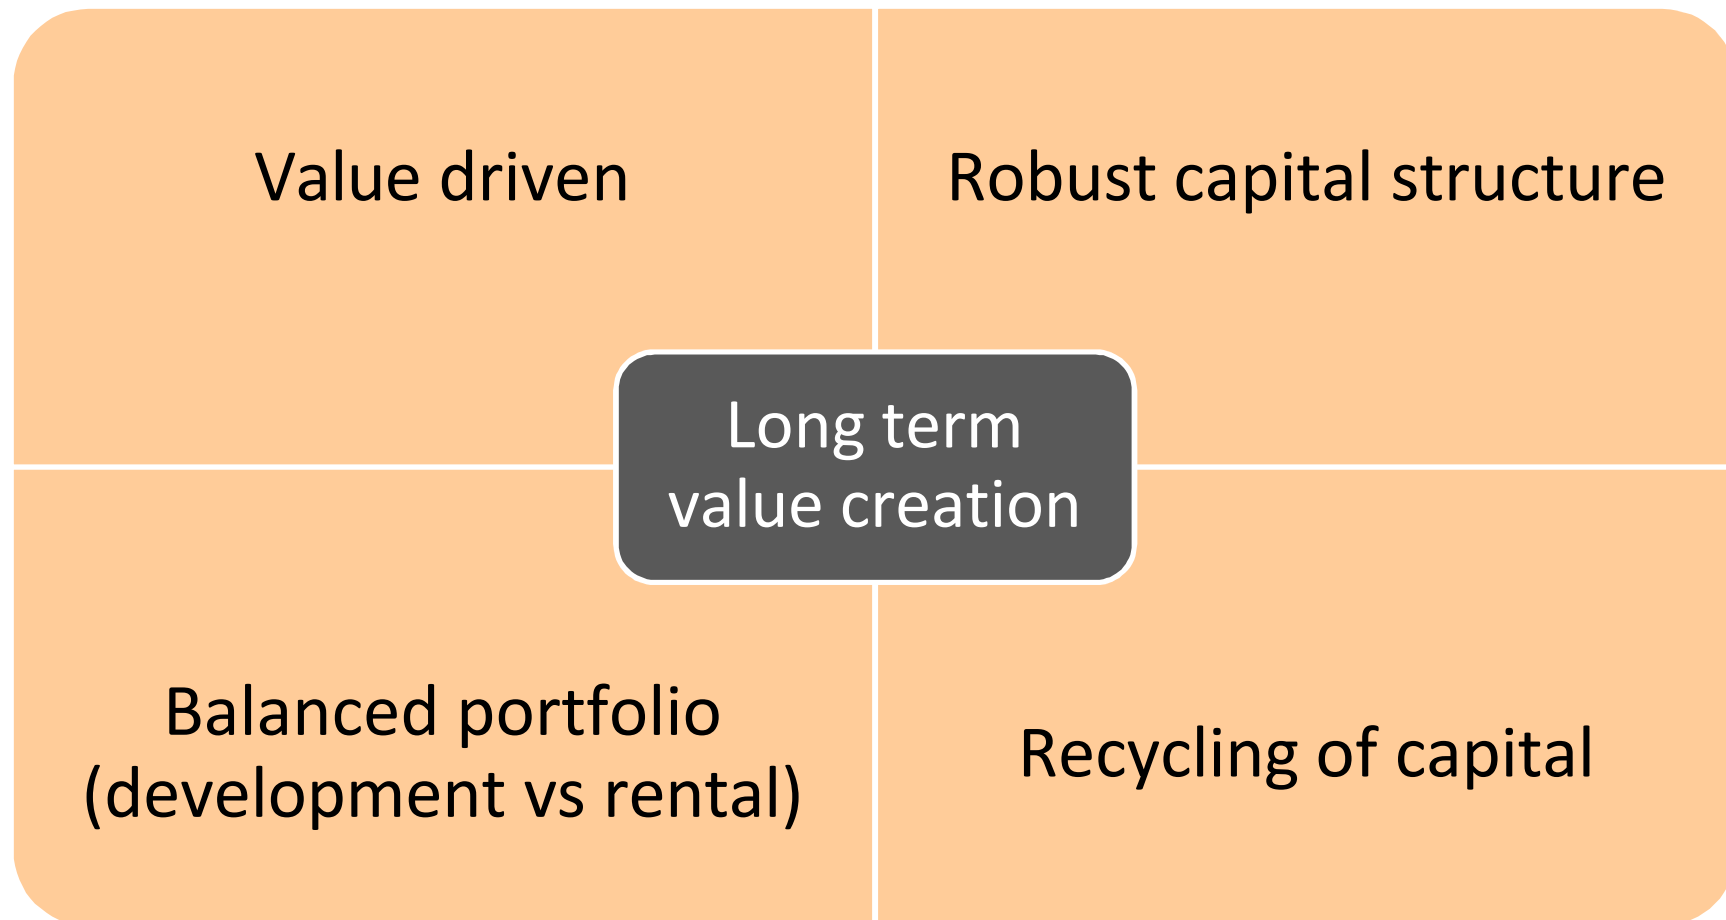 Value driven
Robust capital structure
Long term
value creation
Balanced portfolio
(development vs rental)
Recycling of capital